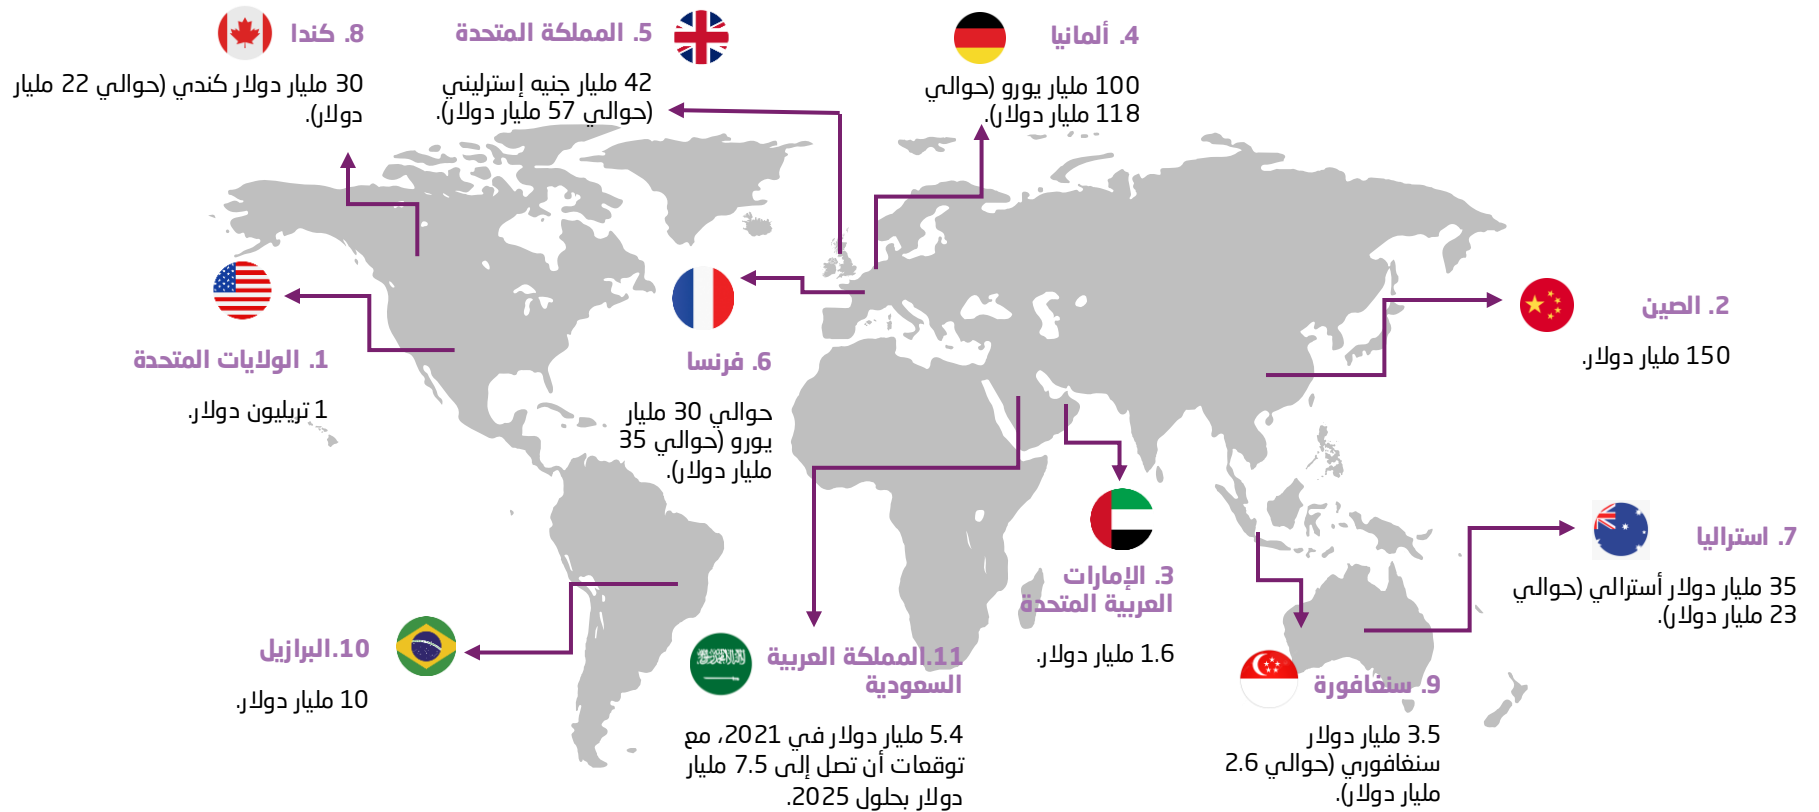 8. كندا
30 مليار دولار كندي (حوالي 22 مليار
دولار).
5. المملكة المتحدة
42 مليار جنيه إسترليني
(حوالي 57 مليار دولار).
4. ألمانيا
100 مليار يورو (حوالي
118 مليار دولار).
1. الولايات المتحدة
1 تريليون دولار.
6. فرنسا
حوالي 30 مليار
يورو (حوالي 35
مليار دولار).
2. الصين
150 مليار دولار.
3. الإمارات
العربية المتحدة
1.6 مليار دولار.
7. استراليا
35 مليار دولار أسترالي (حوالي
23 مليار دولار).
10.البرازيل
10 مليار دولار.
11.المملكة العربية
السعودية
5.4 مليار دولار في 2021، مع
توقعات أن تصل إلى 7.5 مليار
دولار بحلول 2025.
9. سنغافورة
3.5 مليار دولار
سنغافوري (حوالي 2.6
مليار دولار).